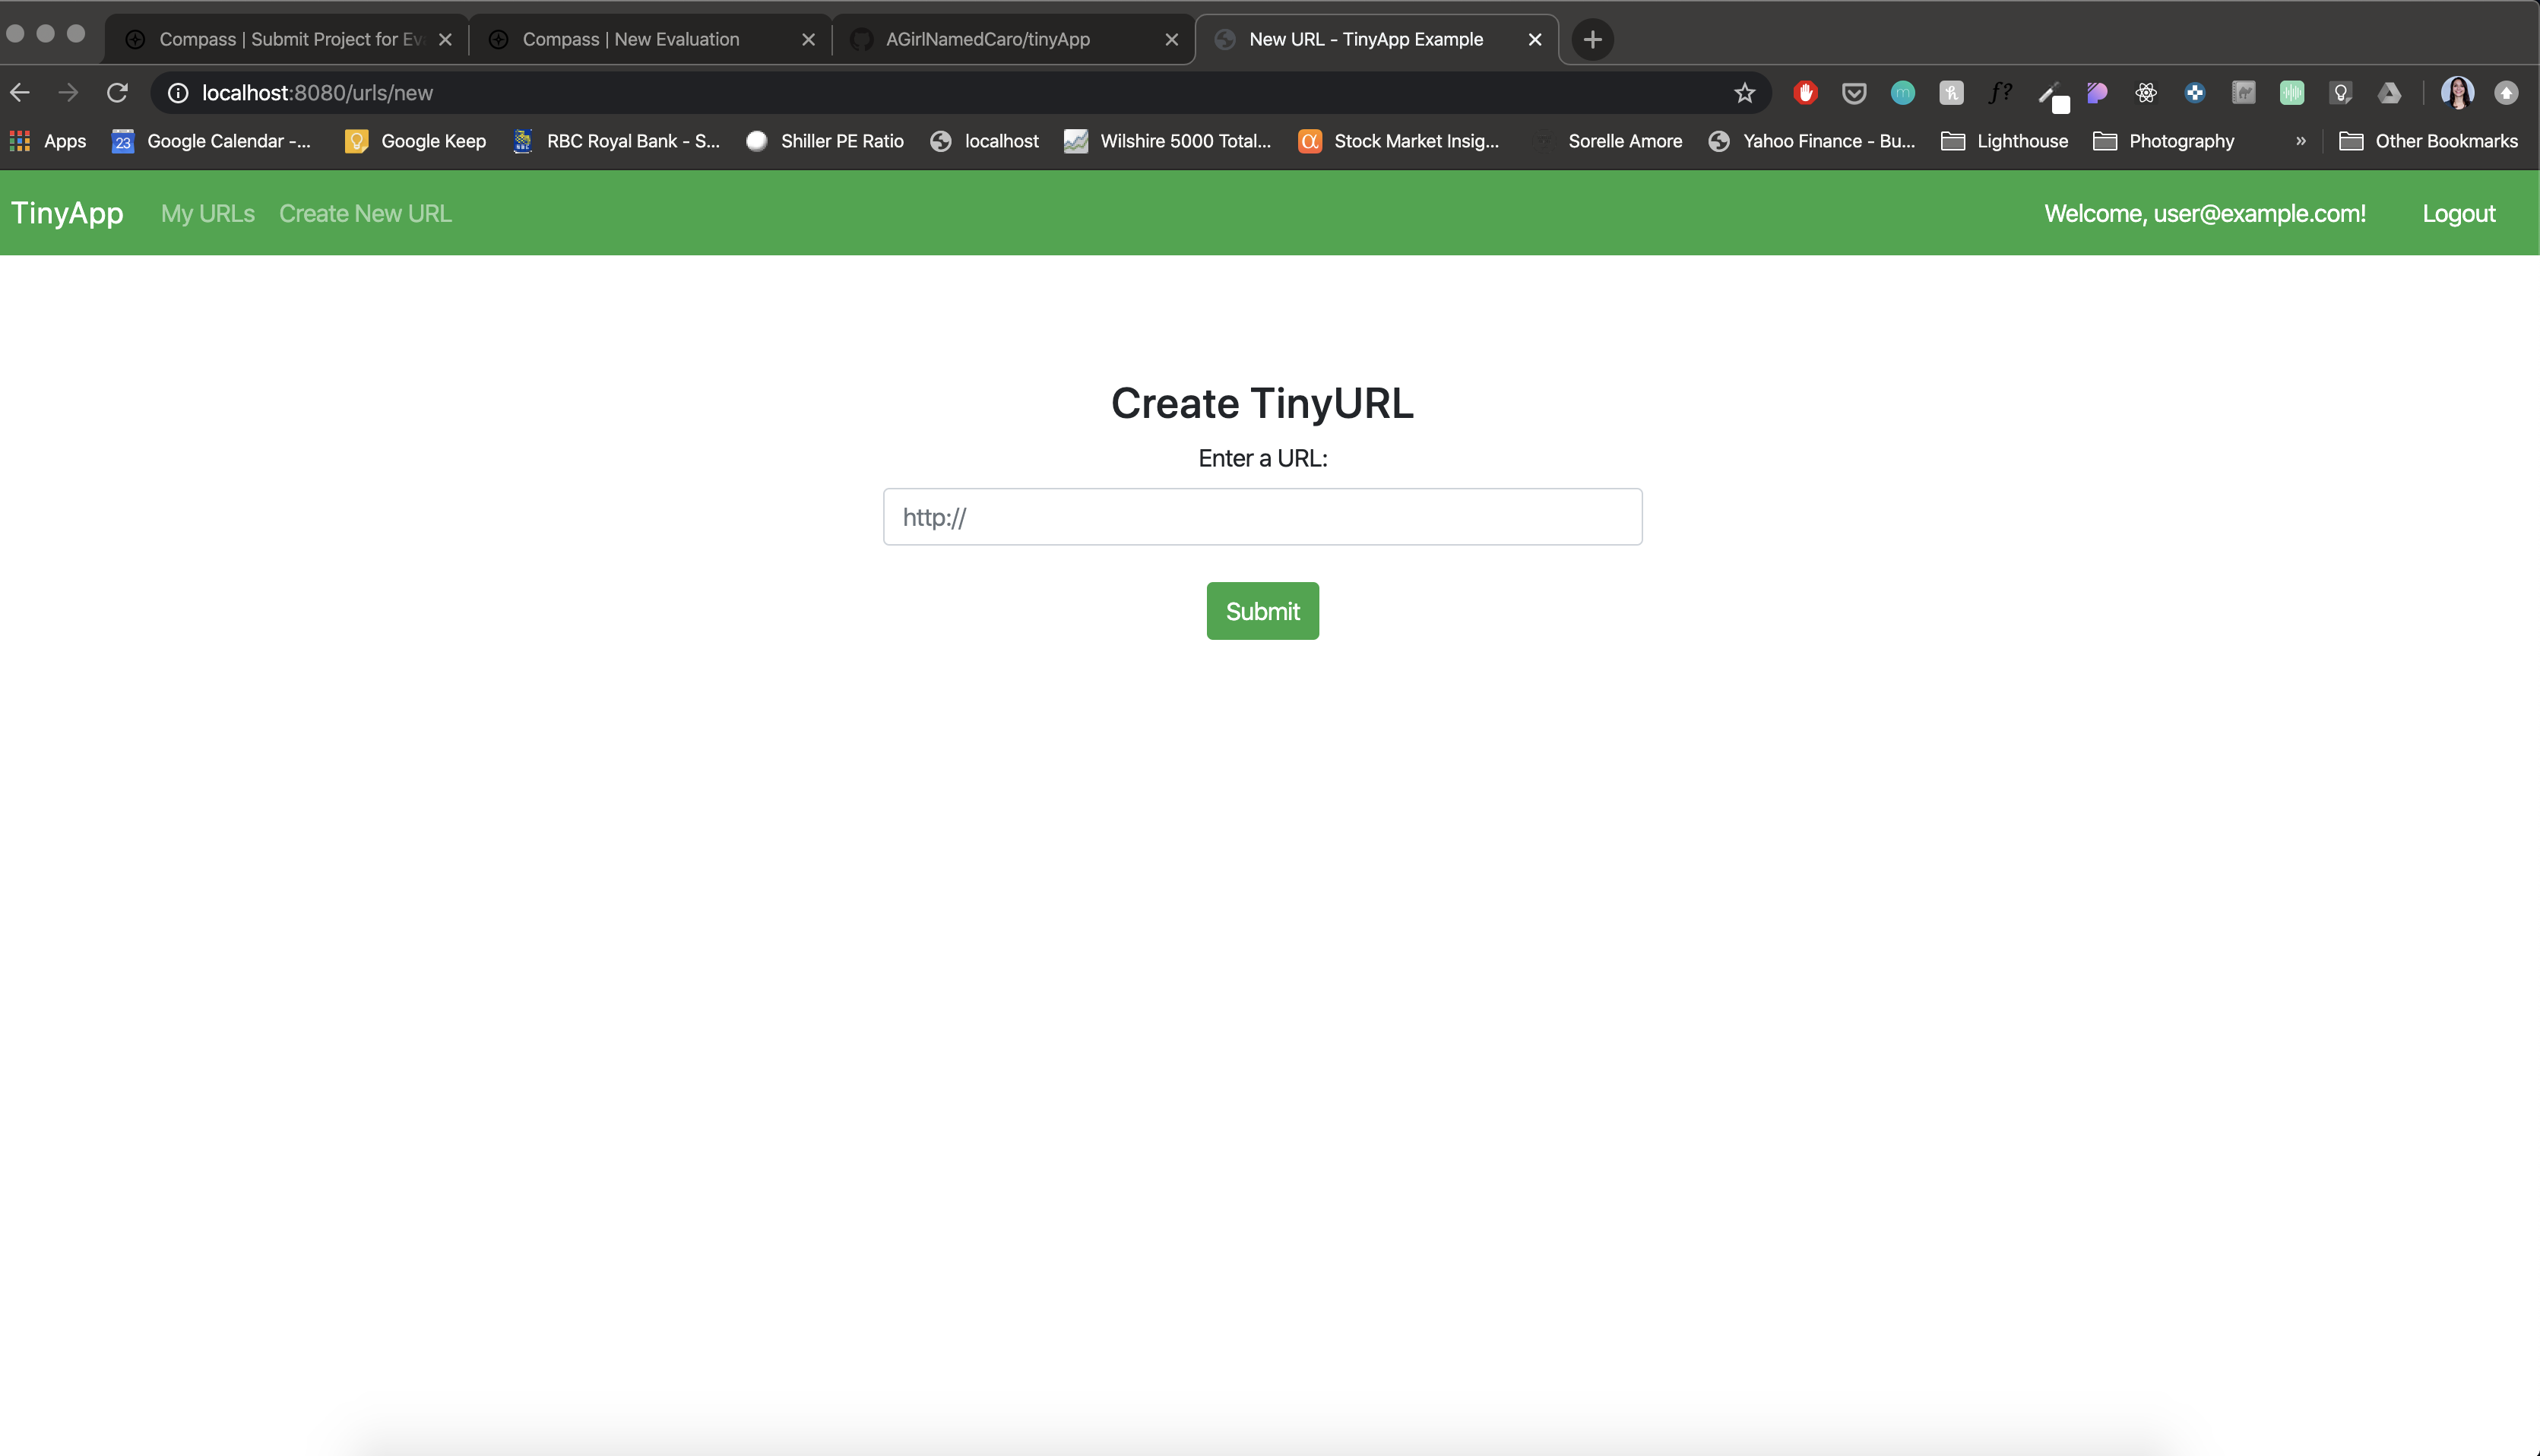 Compass | Submit Project for Ev
Compass | New Evaluation
AGirlNamedCaro/tinyApp
New URL - TinyApp Example
localhost:8080/urls/new
f?
Apps
23
Google Calendar -...
Google Keep
RBC Royal Bank - S...
Shiller PE Ratio
localhost
Wilshire 5000 Total...
α
Stock Market Insig...
Sorelle Amore
Yahoo Finance - Bu...
Lighthouse
Photography
»
Other Bookmarks
TinyApp
My URLs
Create New URL
Welcome, user@example.com!
Logout
Create TinyURL
Enter a URL:
http://
Submit